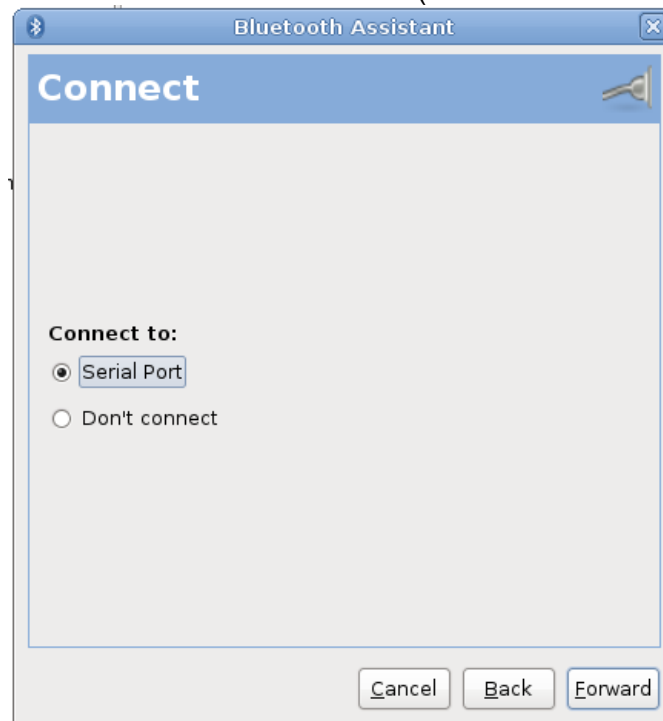 Bluetooth Assistant
Connect
Connect to:
Serial Port
Don't connect
Cancel Back Forward